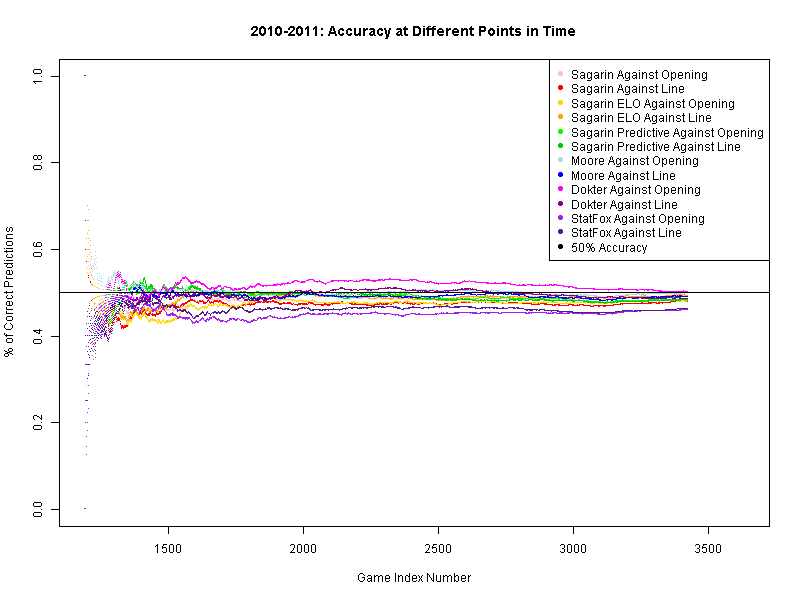 2010-2011: Accuracy at Different Points in Time
Sagarin Against Opening
Sagarin Against Line
Sagarin ELO Against Opening
Sagarin ELO Against Line
Sagarin Predictive Against Opening
Sagarin Predictive Against Line
Moore Against Opening
Moore Against Line
Dokter Against Opening
Dokter Against Line
StatFox Against Opening
StatFox Against Line
50% Accuracy
% of Correct Predictions
1.0
0.8
0.6
0.4
0.2
0.0
1500 2000 2500 3000 3500
Game Index Number